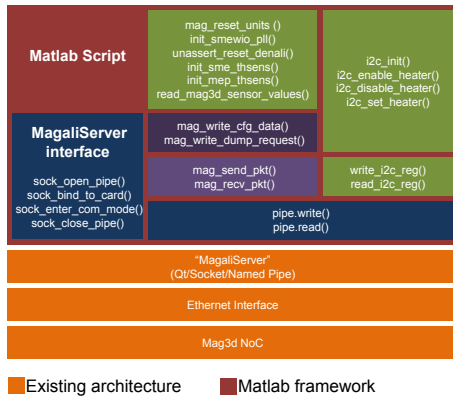 Matlab Script
mag_reset_units ()
init_smewio_pll()
unassert_reset_denali()
init_sme_thsens()
init_mep_thsens()
read_mag3d_sensor_values()
i2c_init()
i2c_enable_heater()
i2c_disable_heater()
i2c_set_heater()
MagaliServer
interface
sock_open_pipe()
sock_bind_to_card()
sock_enter_com_mode()
sock_close_pipe()
mag_write_cfg_data()
mag_write_dump_request()
mag_send_pkt()
mag_recv_pkt()
write_i2c_reg()
read_i2c_reg()
pipe.write()
pipe.read()
“MagaliServer”
(Qt/Socket/Named Pipe)
Ethernet Interface
Mag3d NoC
Existing architecture
Matlab framework